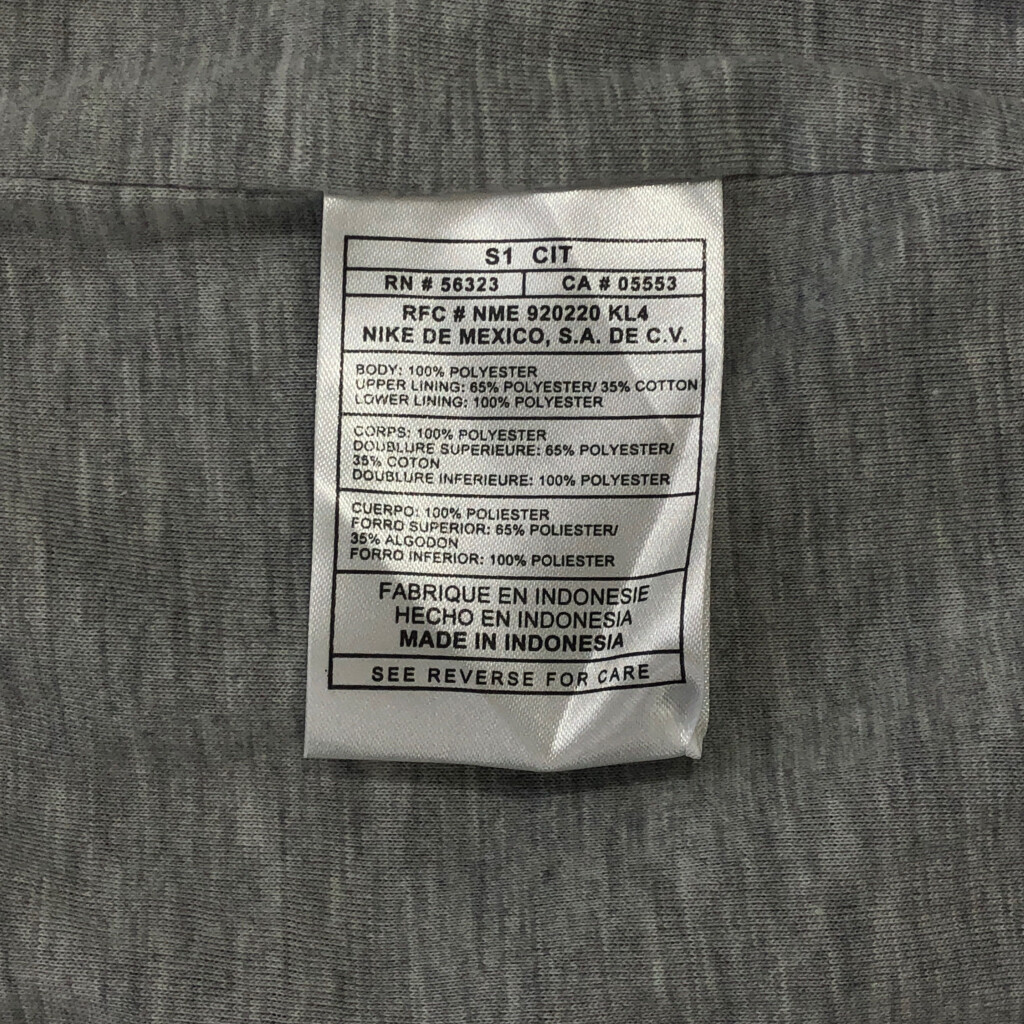 S1 CIT
RN # 56323 CA # 05553
RFC # NME 920220 KL4
NIKE DE MEXICO, S.A. DE C.V.
BODY: 100% POLYESTER
UPPER LINING: 65% POLYESTER/ 35% COTTON
LOWER LINING: 100% POLYESTER
CORPS: 100% POLYESTER
DOUBLURE SUPERIEURE: 65% POLYESTER/
35% COTON
DOUBLURE INFERIEURE: 100% POLYESTER
CUERPO: 100% POLIESTER
FORRO SUPERIOR: 65% POLIESTER/
35% ALGODON
FORRO INFERIOR: 100% POLIESTER
FABRIQUE EN INDONESIE
HECHO EN INDONESIA
MADE IN INDONESIA
SEE REVERSE FOR CARE